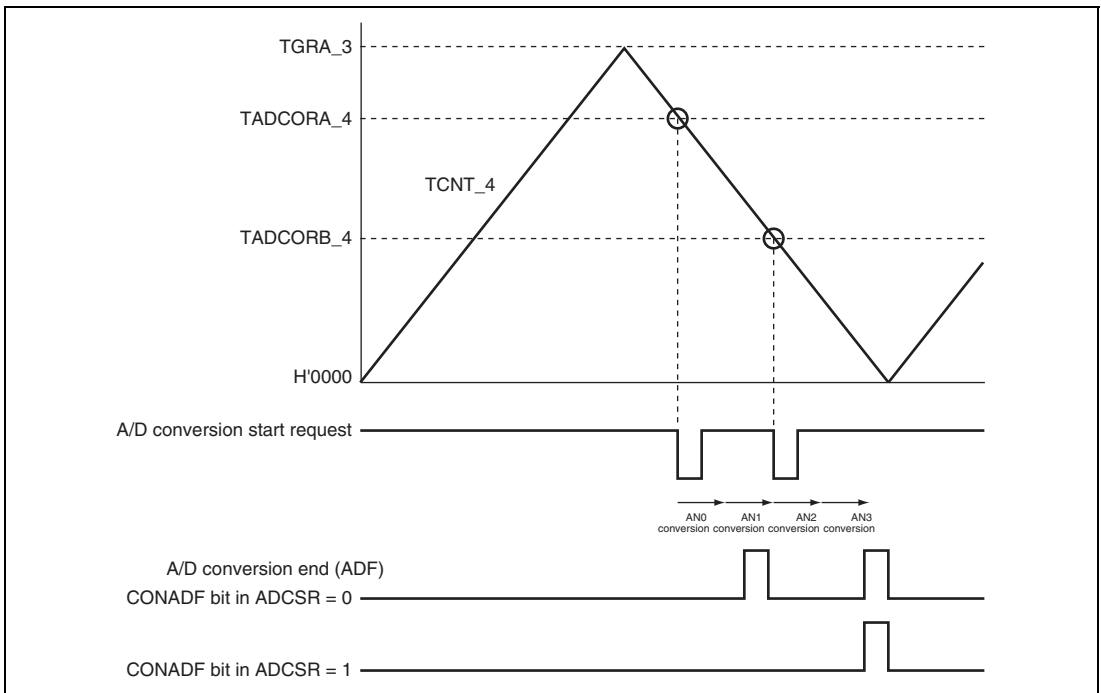 TGRA_3
TADCORA_4
TCNT_4
TADCORB_4
H'0000
A/D conversion start request
AN0 AN1 AN2 AN3
conversion conversion conversion conversion
A/D conversion end (ADF)
CONADF bit in ADCSR = 0
CONADF bit in ADCSR = 1